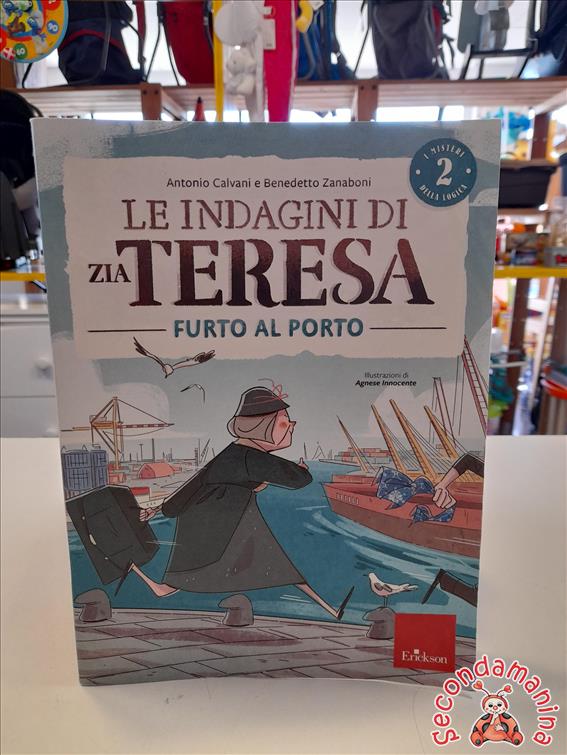 I MISTERI
2
DELLA LOGICA
Antonio Calvani e Benedetto Zanaboni
LE INDAGINI DI
ZIA TERESA
FURTO AL PORTO
Illustrazioni di
Agnese Innocente
Erickson
Secondamanina